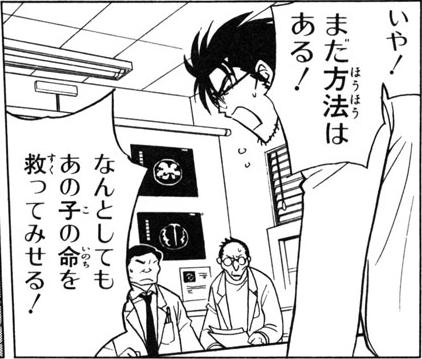 いや！
まだ方法は
ある！
なんとしても
あの子の命を
救ってみせる！